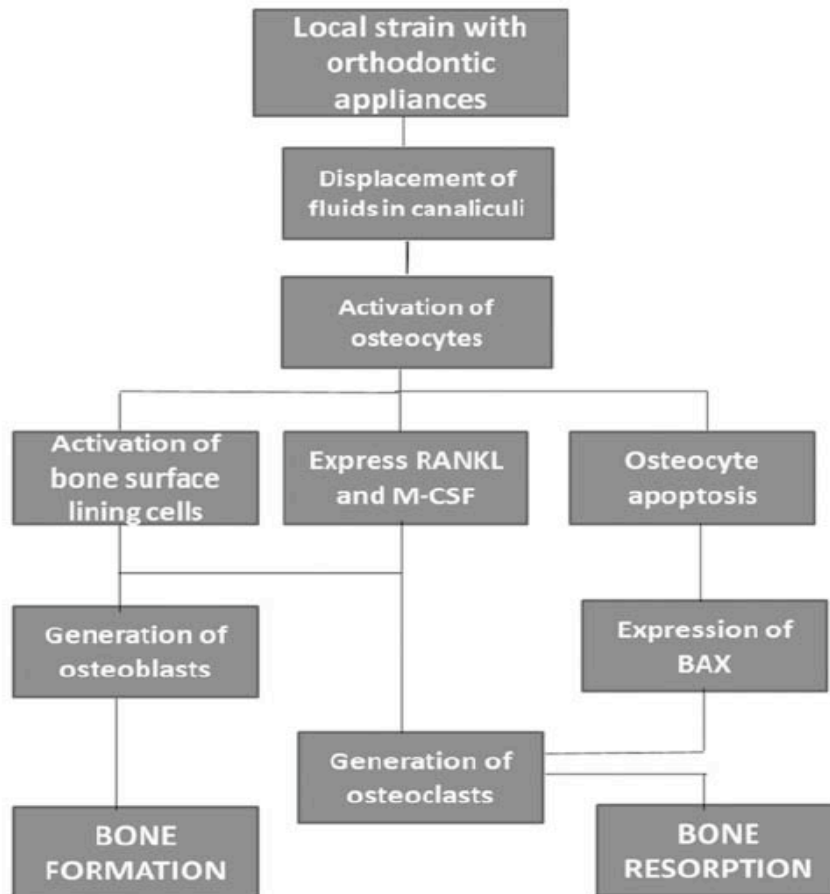 Local strain with
orthodontic
appliances
Displacement of
fluids in canaliculi
Activation of
osteocytes
Activation of
bone surface
lining cells
Express RANKL
and M-CSF
Osteocyte
apoptosis
Generation of
osteoblasts
Expression of
BAX
Generation of
osteoclasts
BONE
FORMATION
BONE
RESORPTION